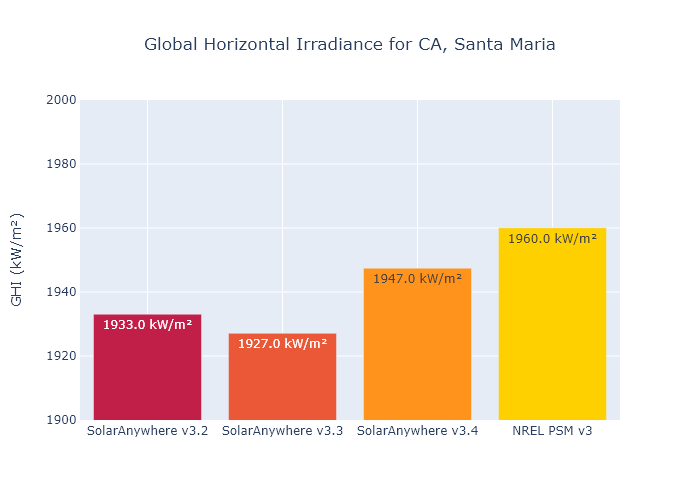 Global Horizontal Irradiance for CA, Santa Maria
2000
1980
1960
1940
1920
1900
GHI (kW/m²)
1933.0 kW/m²
1927.0 kW/m²
1947.0 kW/m²
1960.0 kW/m²
SolarAnywhere v3.2
SolarAnywhere v3.3
SolarAnywhere v3.4
NREL PSM v3